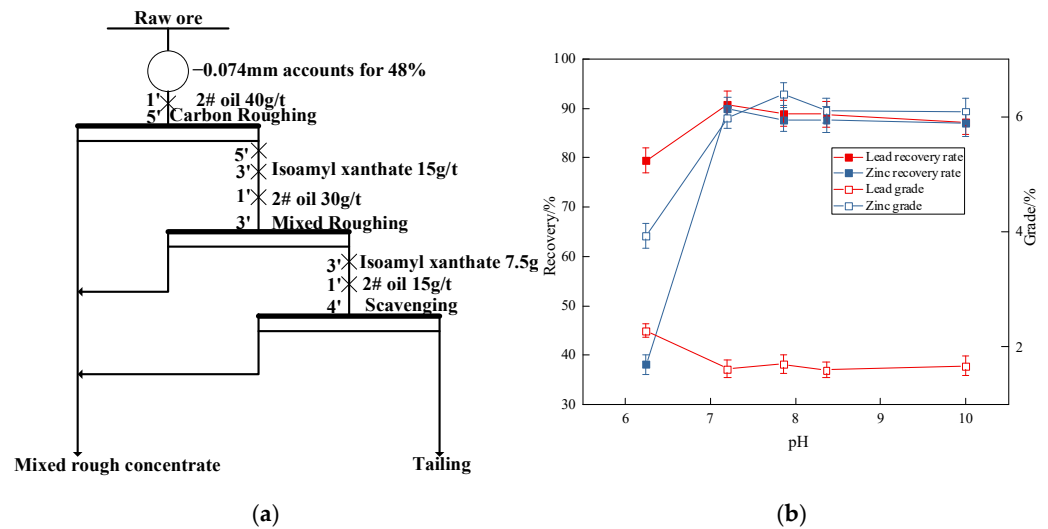 Raw ore
−0.074mm accounts for 48%
1' 2# oil 40g/t
5' Carbon Roughing
5'
3' Isoamyl xanthate 15g/t
1' 2# oil 30g/t
3' Mixed Roughing
3' Isoamyl xanthate 7.5g
1' 2# oil 15g/t
4' Scavenging
Mixed rough concentrate
Tailing
(a)
Recovery/%
100
90
80
70
60
50
40
30
6 7 8 9 10
pH
Lead recovery rate
Zinc recovery rate
Lead grade
Zinc grade
6
4
2
Grade/%
(b)